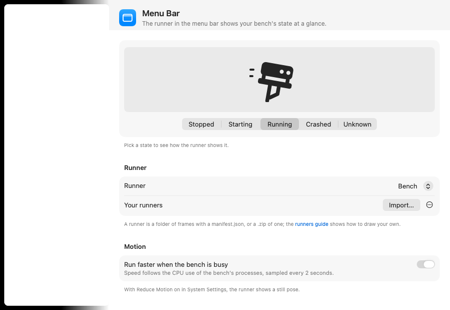 Menu Bar
The runner in the menu bar shows your bench's state at a glance.
Stopped
Starting
Running
Crashed
Unknown
Pick a state to see how the runner shows it.
Runner
Runner
Bench
Your runners
Import...
A runner is a folder of frames with a manifest.json, or a .zip of one; the runners guide shows how to draw your own.
Motion
Run faster when the bench is busy
Speed follows the CPU use of the bench's processes, sampled every 2 seconds.
With Reduce Motion on in System Settings, the runner shows a still pose.